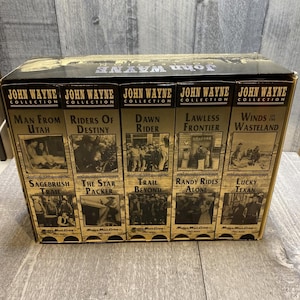 JOHN WAYNE
JOHN WAYNE
COLLECTION
MAN FROM
UTAH
SAGEBRUSH
TRAIL
JOHN WAYNE
COLLECTION
RIDERS OF
DESTINY
THE STAR
PACKER
JOHN WAYNE
COLLECTION
DAWN
RIDER
TRAIL
BEYOND
JOHN WAYNE
COLLECTION
LAWLESS
FRONTIER
RANDY RIDES
ALONE
JOHN WAYNE
COLLECTION
WINDS OF THE
WASTELAND
LUCKY
TEXAN